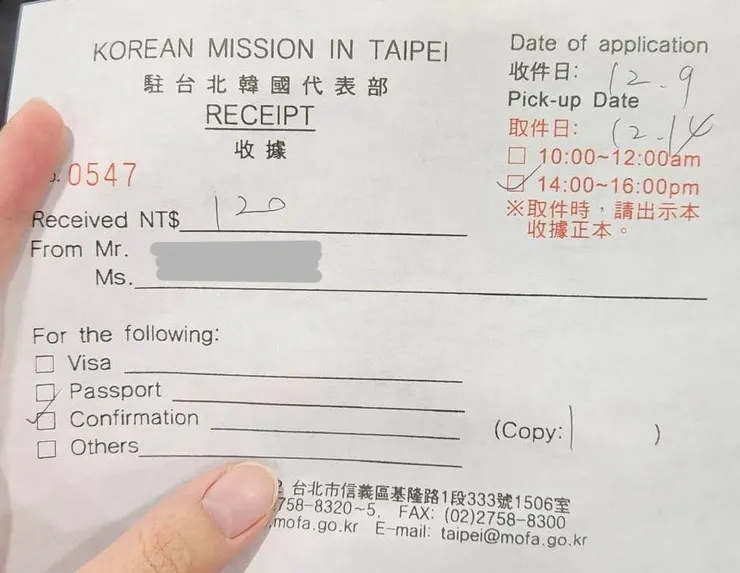 KOREAN MISSION IN TAIPEI
駐台北韓國代表部
RECEIPT
收據
Date of application
收件日: 12.9
Pick-up Date
取件日: 12.14
10:00~12:00am
14:00~16:00pm
※取件時,請出示本
收據正本。
0547
Received NT$ 120
From Mr.
Ms.
For the following:
Visa
Passport
Confirmation
(Copy: 1 )
Others
台北市信義區基隆路1段333號1506室
758-8320~5, FAX: (02)2758-8300
.mofa.go.kr E-mail: taipei@mofa.go.kr